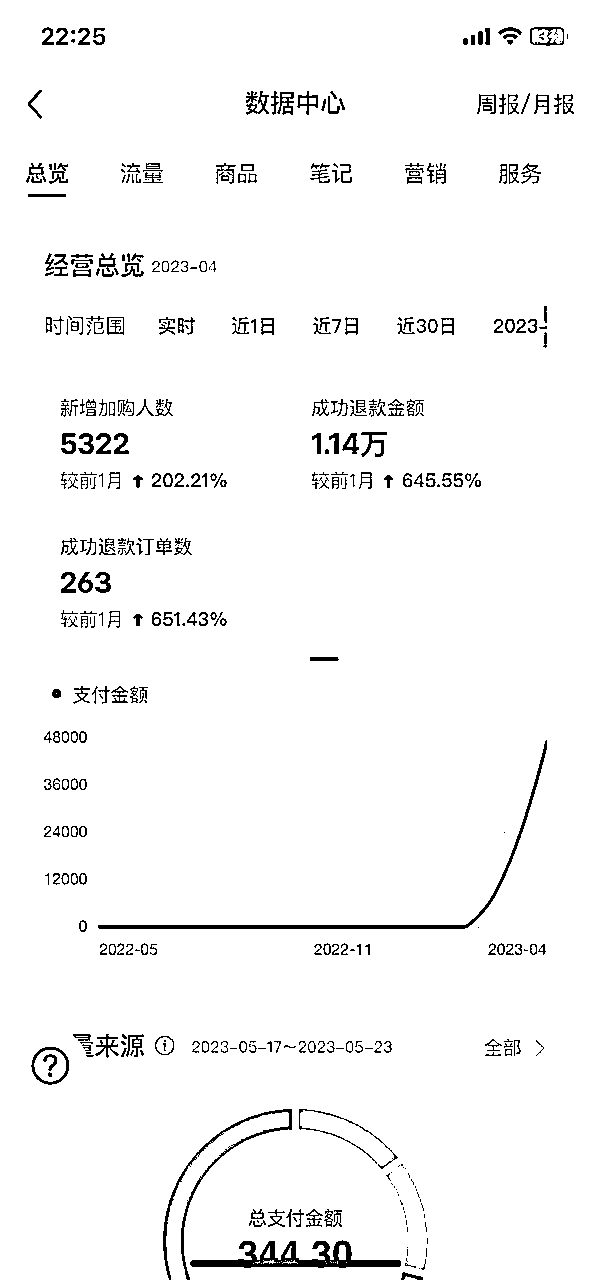 22:25
数据中心 周报/月报
总览 流量 商品 笔记 营销 服务
经营总览 2023-04
时间范围 实时 近1日 近7日 近30日 2023-
新增加购人数 成功退款金额
5322 1.14万
较前1月 ↑ 202.21% 较前1月 ↑ 645.55%
成功退款订单数
263
较前1月 ↑ 651.43%
支付金额
48000
36000
24000
12000
0
2022-05 2022-11 2023-04
量来源 2023-05-17~2023-05-23 全部 >
总支付金额
344.30